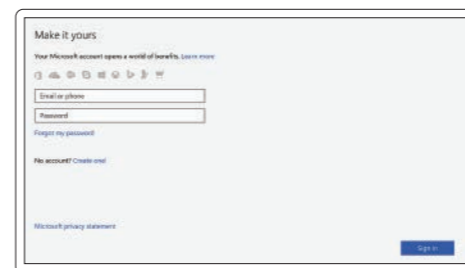 Make it yours
Your Microsoft account opens a world of benefits. Learn more
Email or phone
Password
Forgot my password
No account? Create one!
Microsoft privacy statement
Sign in